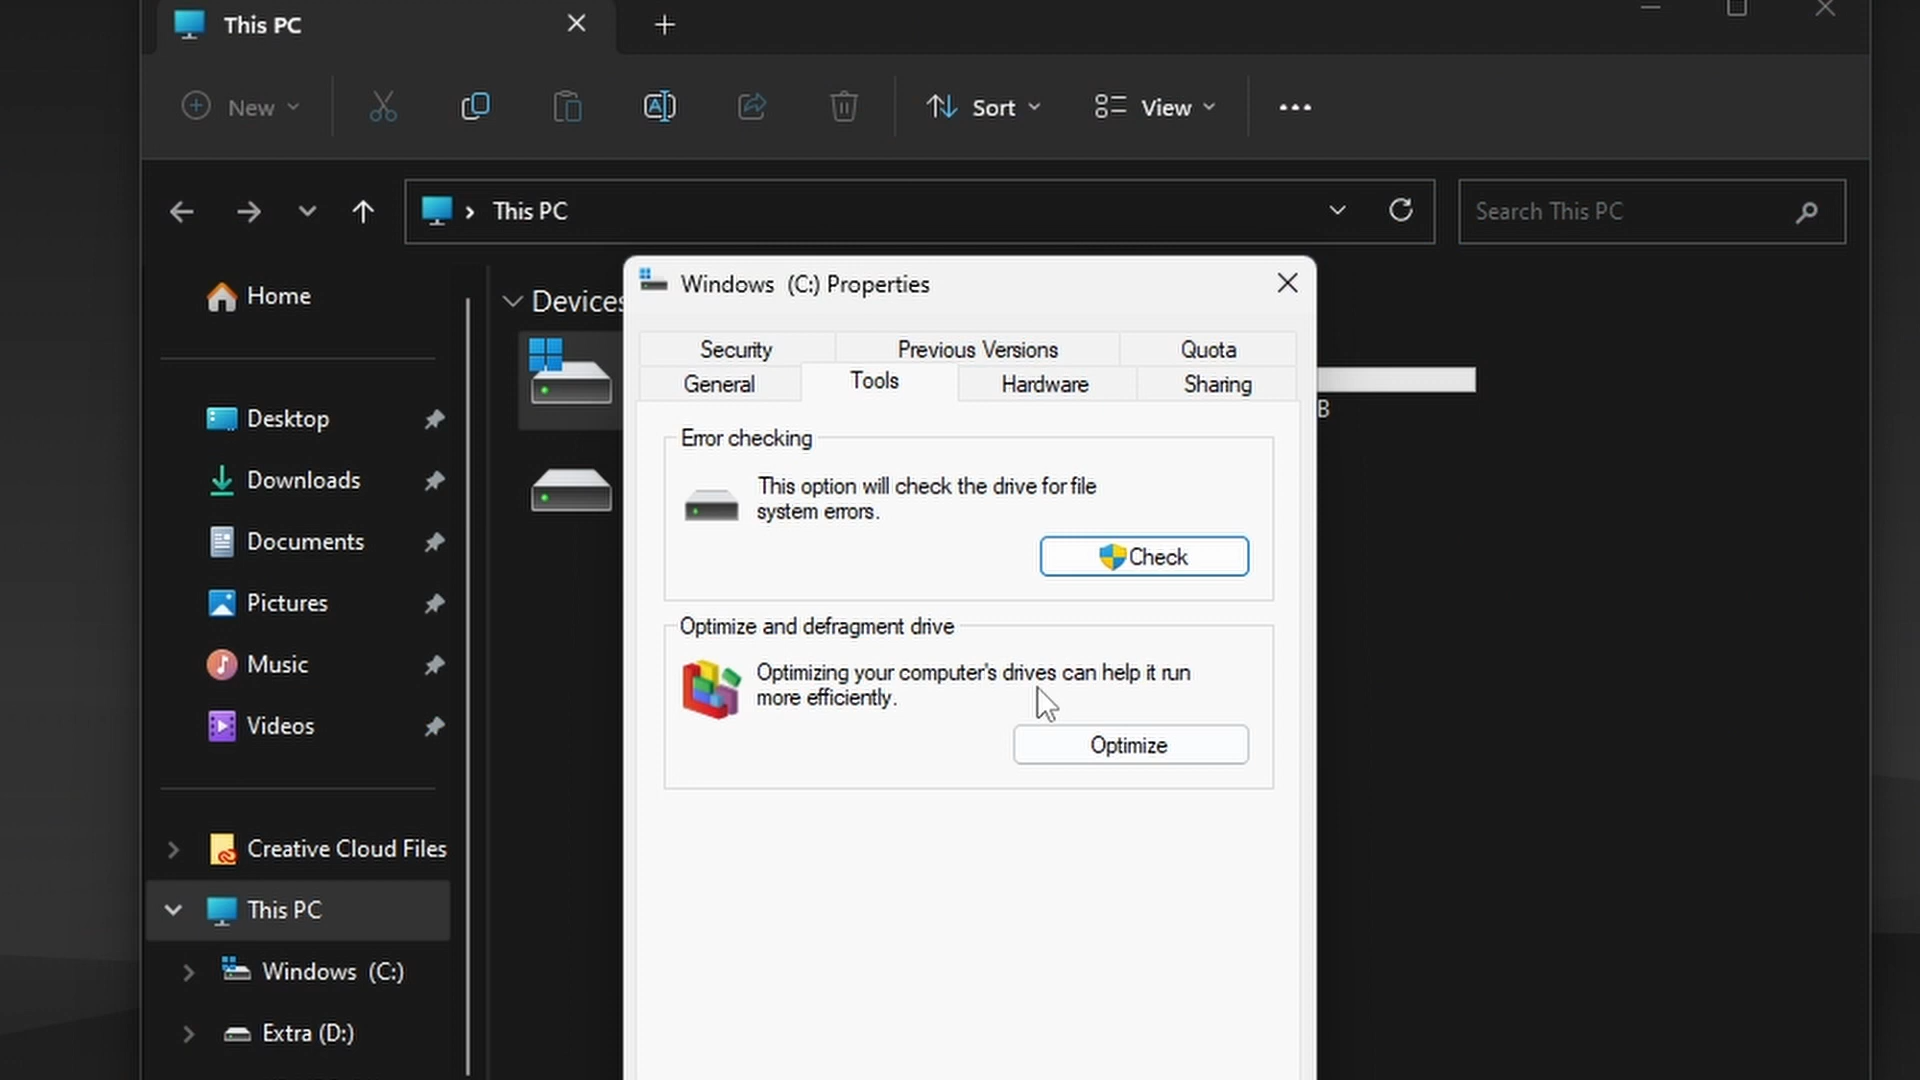 This PC
New
Sort
View
This PC
Search This PC
Home
Desktop
Downloads
Documents
Pictures
Music
Videos
Creative Cloud Files
This PC
Windows (C:)
Extra (D:)
Devices
B
Windows (C:) Properties
Security Previous Versions Quota
General Tools Hardware Sharing
Error checking
This option will check the drive for file
system errors.
Check
Optimize and defragment drive
Optimizing your computer's drives can help it run
more efficiently.
Optimize